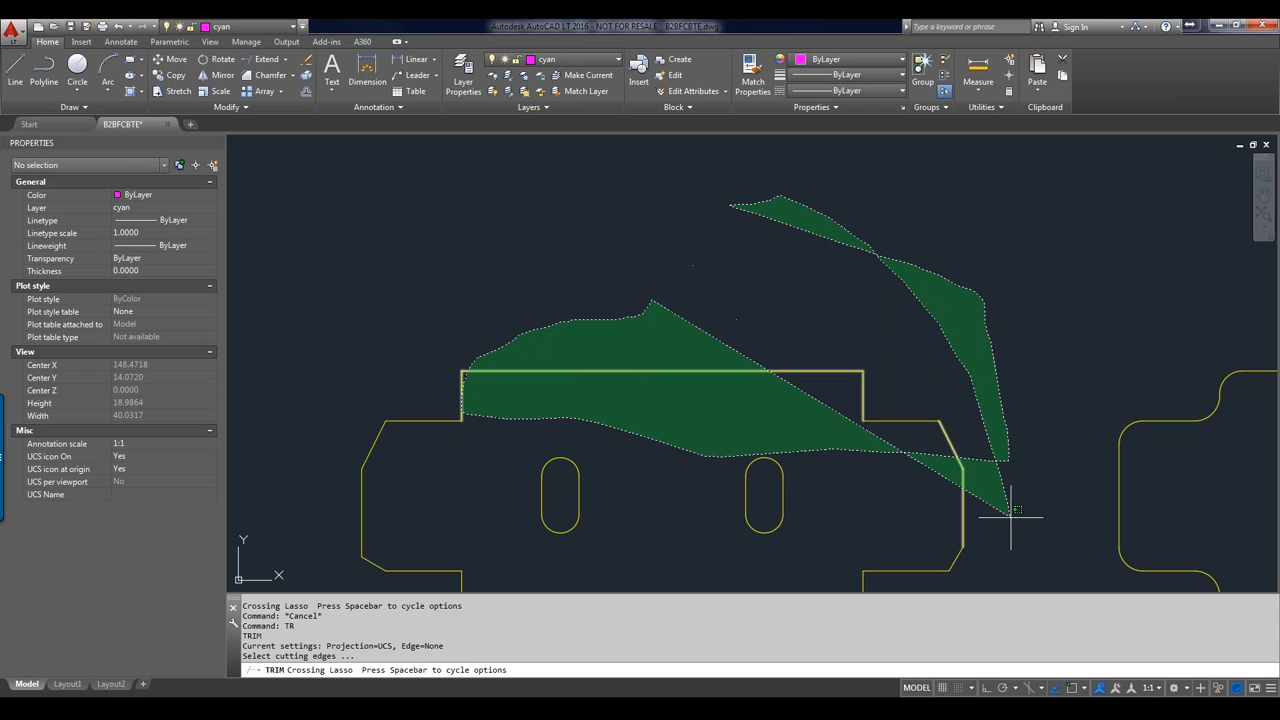 Autodesk AutoCAD LT 2016 - NOT FOR RESALE    B2BFCBTE.dwg
cyan
Type a keyword or phrase
Sign In
LT
Home Insert Annotate Parametric View Manage Output Add-ins A360
Line Polyline Circle Arc
Move Rotate Extend
Copy Mirror Chamfer
Stretch Scale Array
Text Dimension
Linear
Leader
Table
Layer Properties
cyan
Make Current
Match Layer
Insert
Create
Edit
Edit Attributes
Match Properties
ByLayer
ByLayer
ByLayer
Group
Measure
Paste
Draw Modify Annotation Layers Block Properties Groups Utilities Clipboard
Start B2BFCBTE*
PROPERTIES
No selection
General
Color ByLayer
Layer cyan
Linetype ByLayer
Linetype scale 1.0000
Lineweight ByLayer
Transparency ByLayer
Thickness 0.0000
Plot style
Plot style ByColor
Plot style table None
Plot table attached to Model
Plot table type Not available
View
Center X 148.4718
Center Y 14.0720
Center Z 0.0000
Height 18.9864
Width 40.0317
Misc
Annotation scale 1:1
UCS icon On Yes
UCS icon at origin Yes
UCS per viewport No
UCS Name
Y
X
Crossing Lasso  Press Spacebar to cycle options
Command: *Cancel*
Command: TR
TRIM
Current settings: Projection=UCS, Edge=None
Select cutting edges ...
TRIM Crossing Lasso  Press Spacebar to cycle options
Model Layout1 Layout2
MODEL
1:1